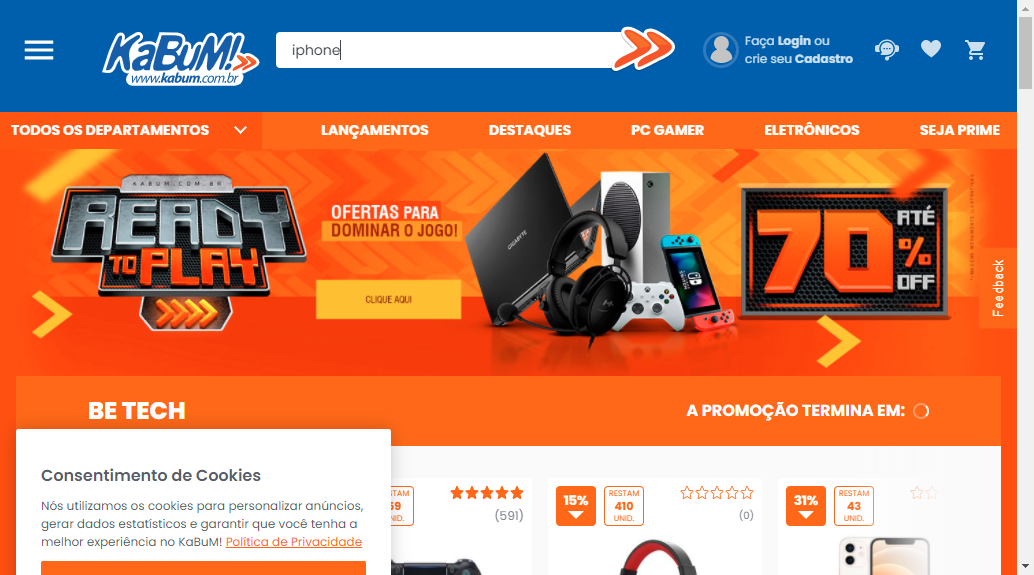 KaBuM!
www.kabum.com.br
iphone
Faça Login ou
crie seu Cadastro
TODOS OS DEPARTAMENTOS
LANÇAMENTOS
DESTAQUES
PC GAMER
ELETRÔNICOS
SEJA PRIME
KABUM.COM.BR
READY
TO PLAY
OFERTAS PARA
DOMINAR O JOGO!
CLIQUE AQUI
GIGABYTE
70%
ATÉ
OFF
Feedback
BE TECH
A PROMOÇÃO TERMINA EM:
Consentimento de Cookies
Nós utilizamos os cookies para personalizar anúncios,
gerar dados estatísticos e garantir que você tenha a
melhor experiência no KaBuM! Política de Privacidade
(591)
15%
RESTAM
410
UNID.
(0)
31%
RESTAM
43
UNID.